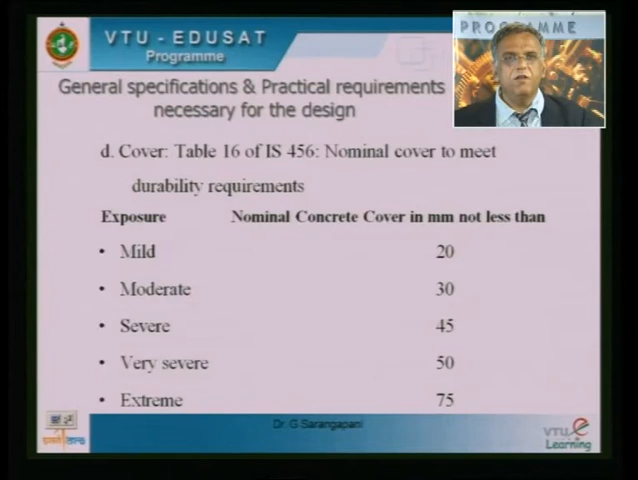 VTU - EDUSAT
Programme
PROGRAMME
General specifications & Practical requirements
necessary for the design
d. Cover: Table 16 of IS 456: Nominal cover to meet
durability requirements
Exposure Nominal Concrete Cover in mm not less than
• Mild 20
• Moderate 30
• Severe 45
• Very severe 50
• Extreme 75
Dr. G Sarangapani
VTU e
Learning